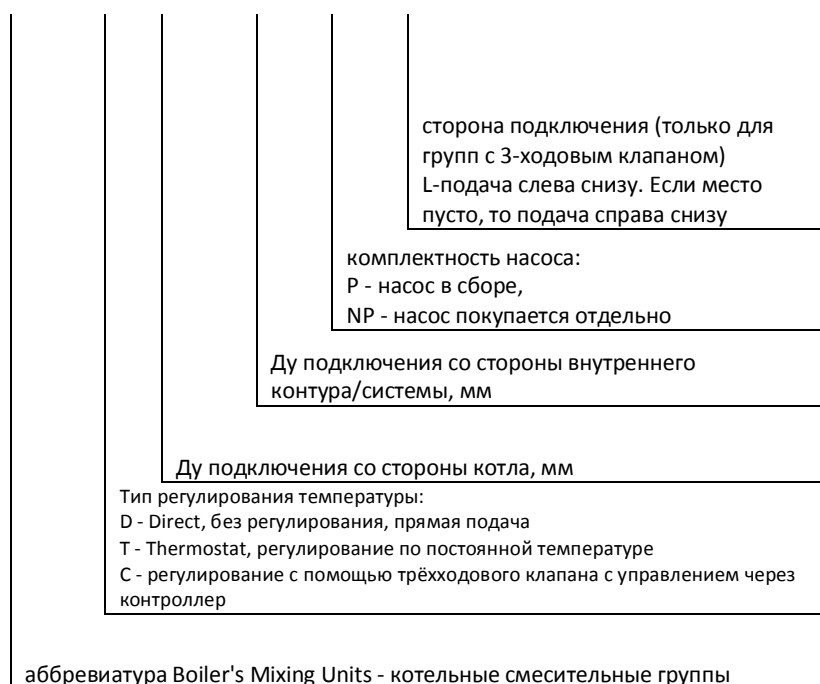 сторона подключения (только для
групп с 3-ходовым клапаном)
L-подача слева снизу. Если место
пусто, то подача справа снизу
комплектность насоса:
P - насос в сборе,
NP - насос покупается отдельно
Ду подключения со стороны внутреннего
контура/системы, мм
Ду подключения со стороны котла, мм
Тип регулирования температуры:
D - Direct, без регулирования, прямая подача
T - Thermostat, регулирование по постоянной температуре
C - регулирование с помощью трёхходового клапана с управлением через
контроллер
аббревиатура Boiler's Mixing Units - котельные смесительные группы